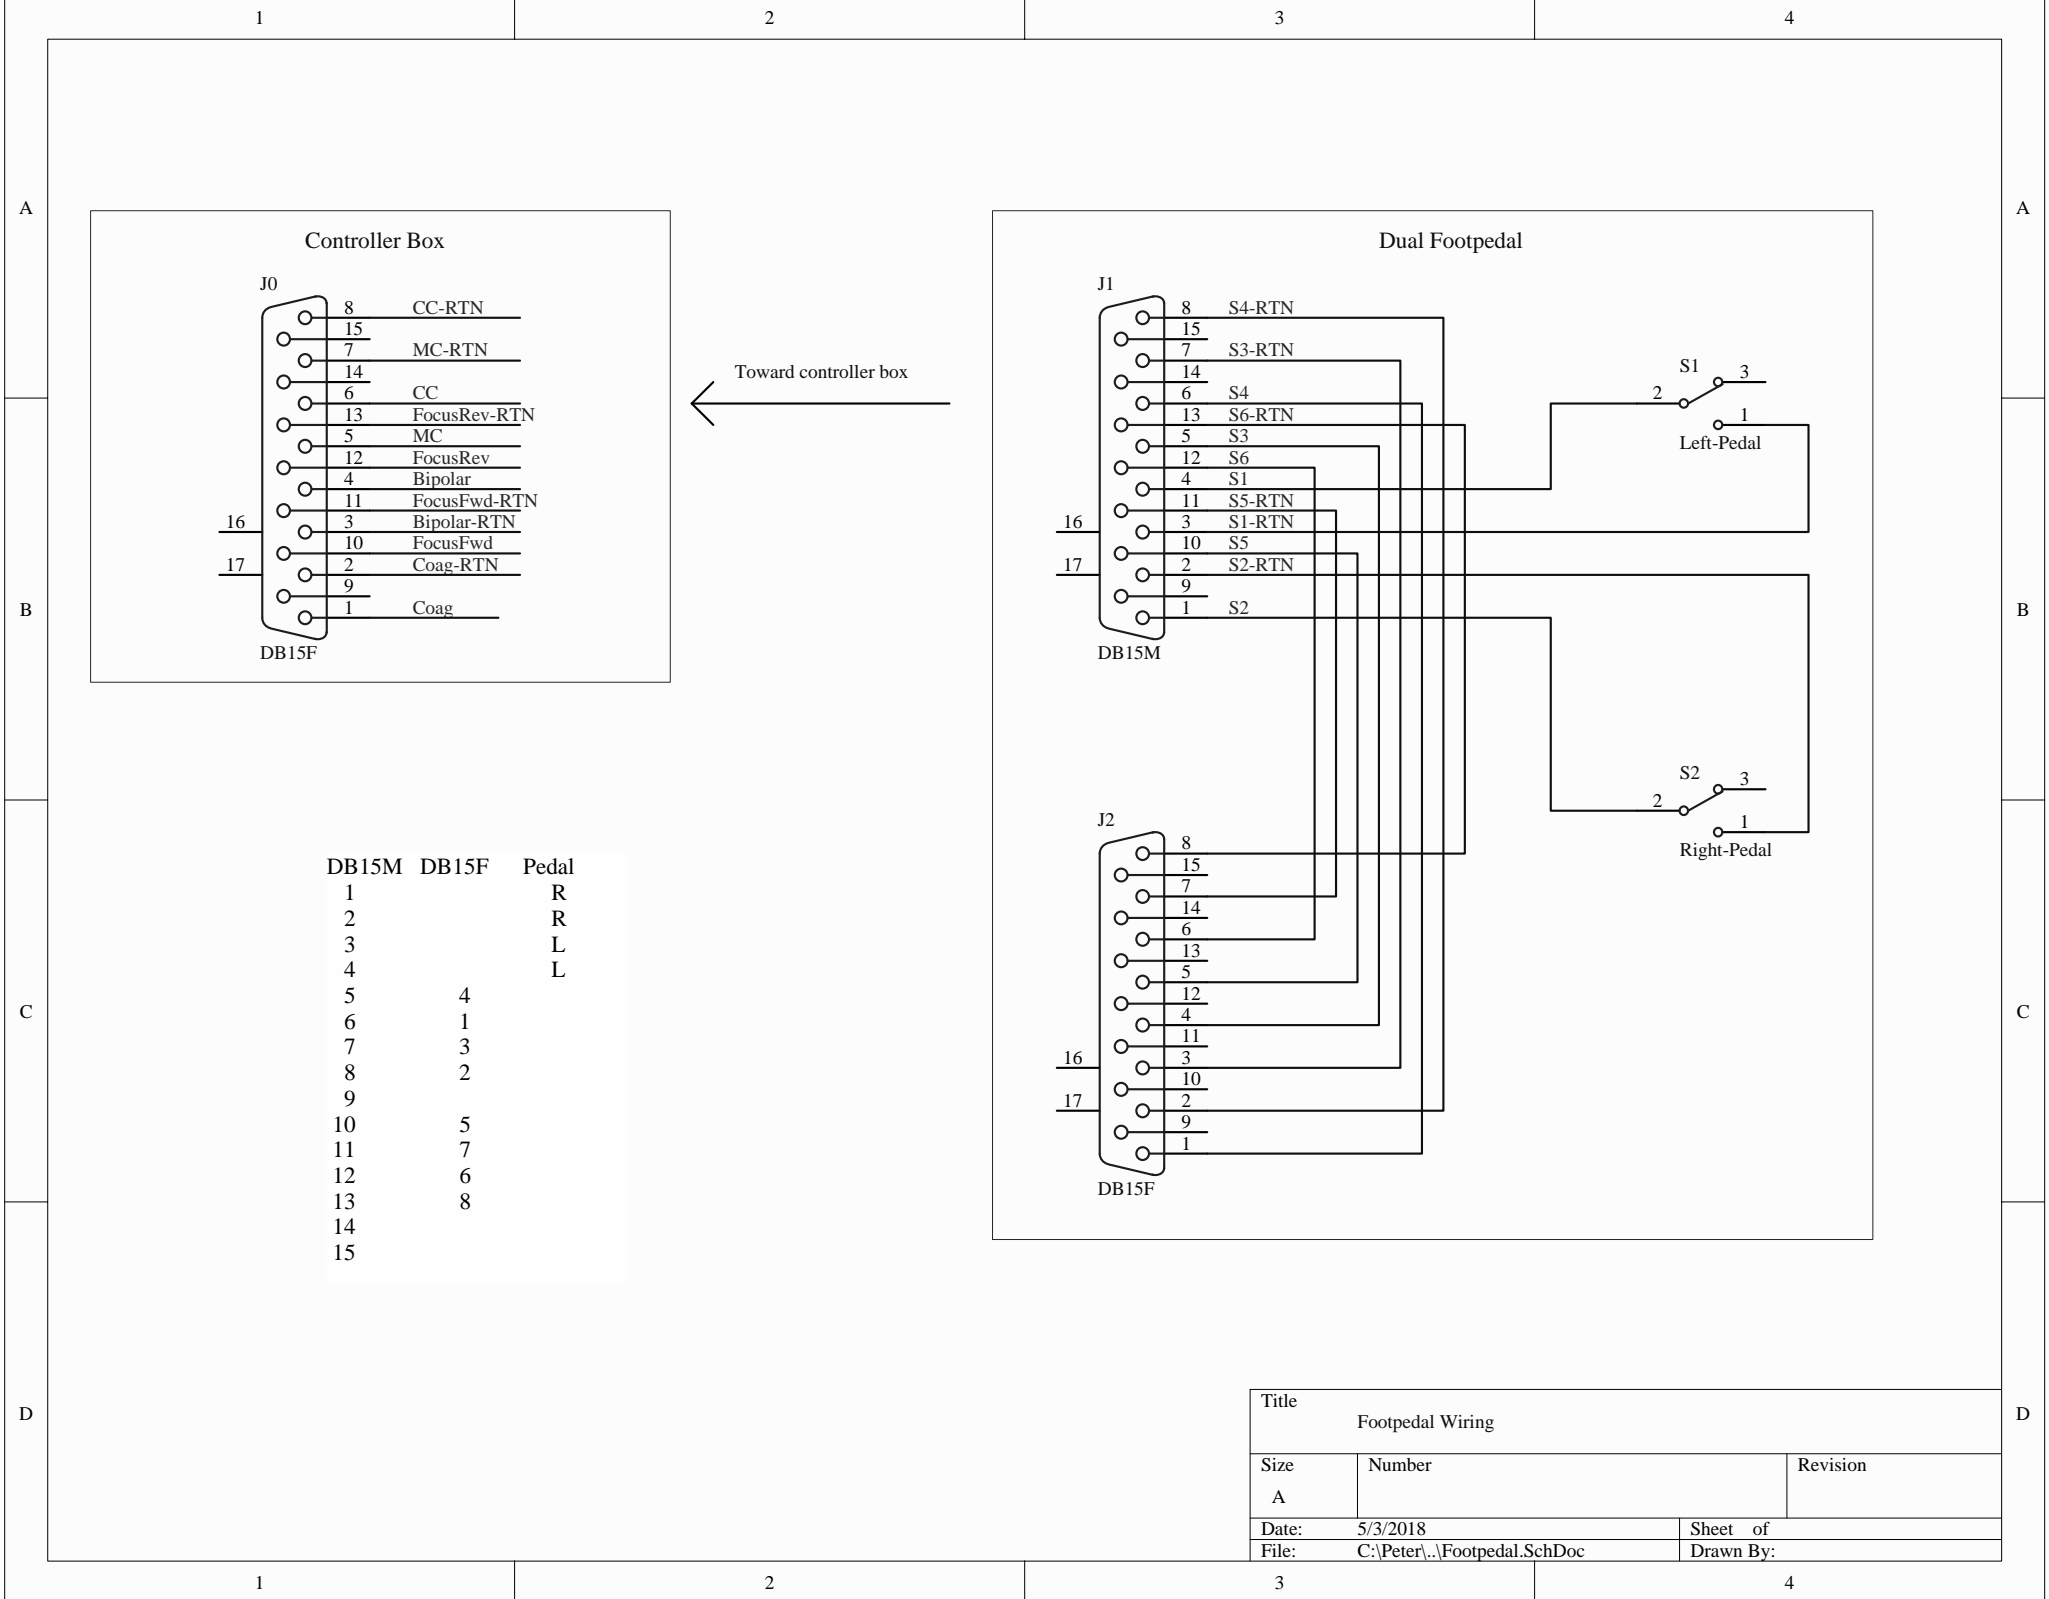 1 2 3 4
A A
Controller Box
J0
8 CC-RTN
15
7 MC-RTN
14
6 CC
13 FocusRev-RTN
5 MC
12 FocusRev
4 Bipolar
11 FocusFwd-RTN
16 3 Bipolar-RTN
10 FocusFwd
17 2 Coag-RTN
9
1 Coag
DB15F
Toward controller box
Dual Footpedal
J1
8 S4-RTN
15
7 S3-RTN
14
6 S4
13 S6-RTN
5 S3
12 S6
4 S1
11 S5-RTN
16 3 S1-RTN
10 S5
17 2 S2-RTN
9
1 S2
DB15M
S1 3
2
1
Left-Pedal
B B
S2 3
2
1
Right-Pedal
J2
8
15
7
14
6
13
5
12
4
11
16 3
10
17 2
9
1
DB15F
DB15M DB15F Pedal
1 R
2 R
3 L
4 L
5 4
6 1
7 3
8 2
9
10 5
11 7
12 6
13 8
14
15
C C
D D
Title
Footpedal Wiring
Size Number Revision
A
Date: 5/3/2018 Sheet of
File: C:\Peter\..\Footpedal.SchDoc Drawn By:
1 2 3 4